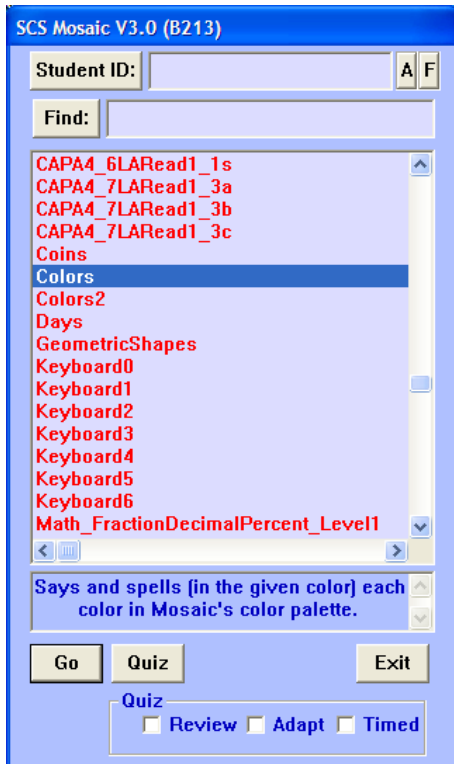 SCS Mosaic V3.0 (B213)
Student ID: A F
Find:
CAPA4_6LARead1_1s
CAPA4_7LARead1_3a
CAPA4_7LARead1_3b
CAPA4_7LARead1_3c
Coins
Colors
Colors2
Days
GeometricShapes
Keyboard0
Keyboard1
Keyboard2
Keyboard3
Keyboard4
Keyboard5
Keyboard6
Math_FractionDecimalPercent_Level1
Says and spells (in the given color) each
color in Mosaic's color palette.
Go Quiz Exit
Quiz
Review Adapt Timed